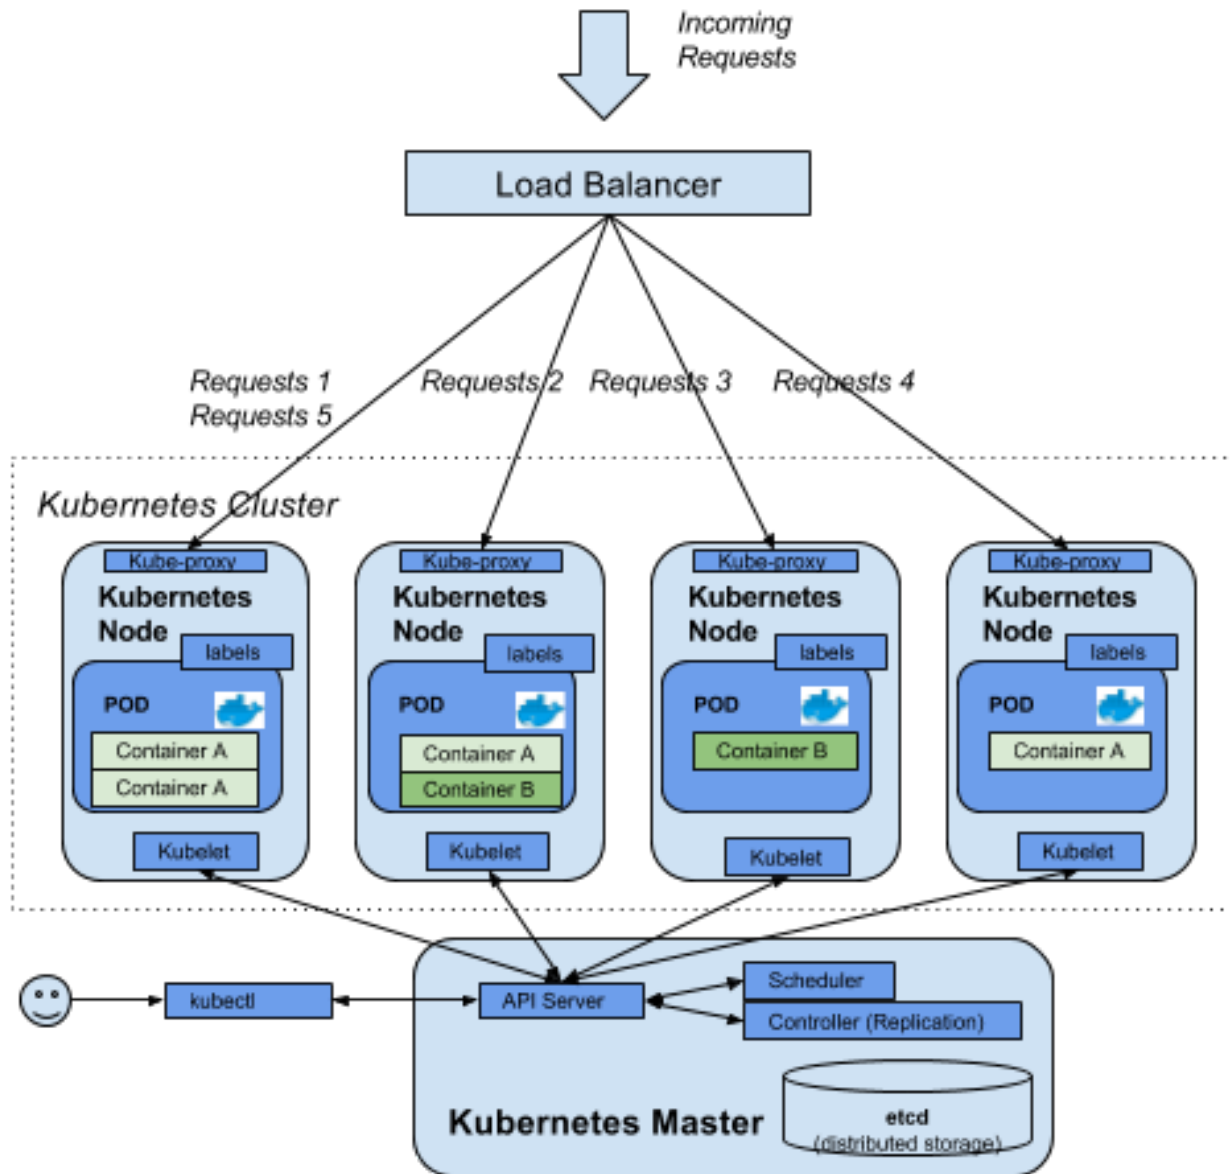 Incoming
Requests
Load Balancer
Requests 1
Requests 5
Requests 2
Requests 3
Requests 4
Kubernetes Cluster
Kube-proxy
Kubernetes
Node
labels
POD
Container A
Container A
Kubelet
Kube-proxy
Kubernetes
Node
labels
POD
Container A
Container B
Kubelet
Kube-proxy
Kubernetes
Node
labels
POD
Container B
Kubelet
Kube-proxy
Kubernetes
Node
labels
POD
Container A
Kubelet
kubectl
API Server
Scheduler
Controller (Replication)
Kubernetes Master
etcd
(distributed storage)